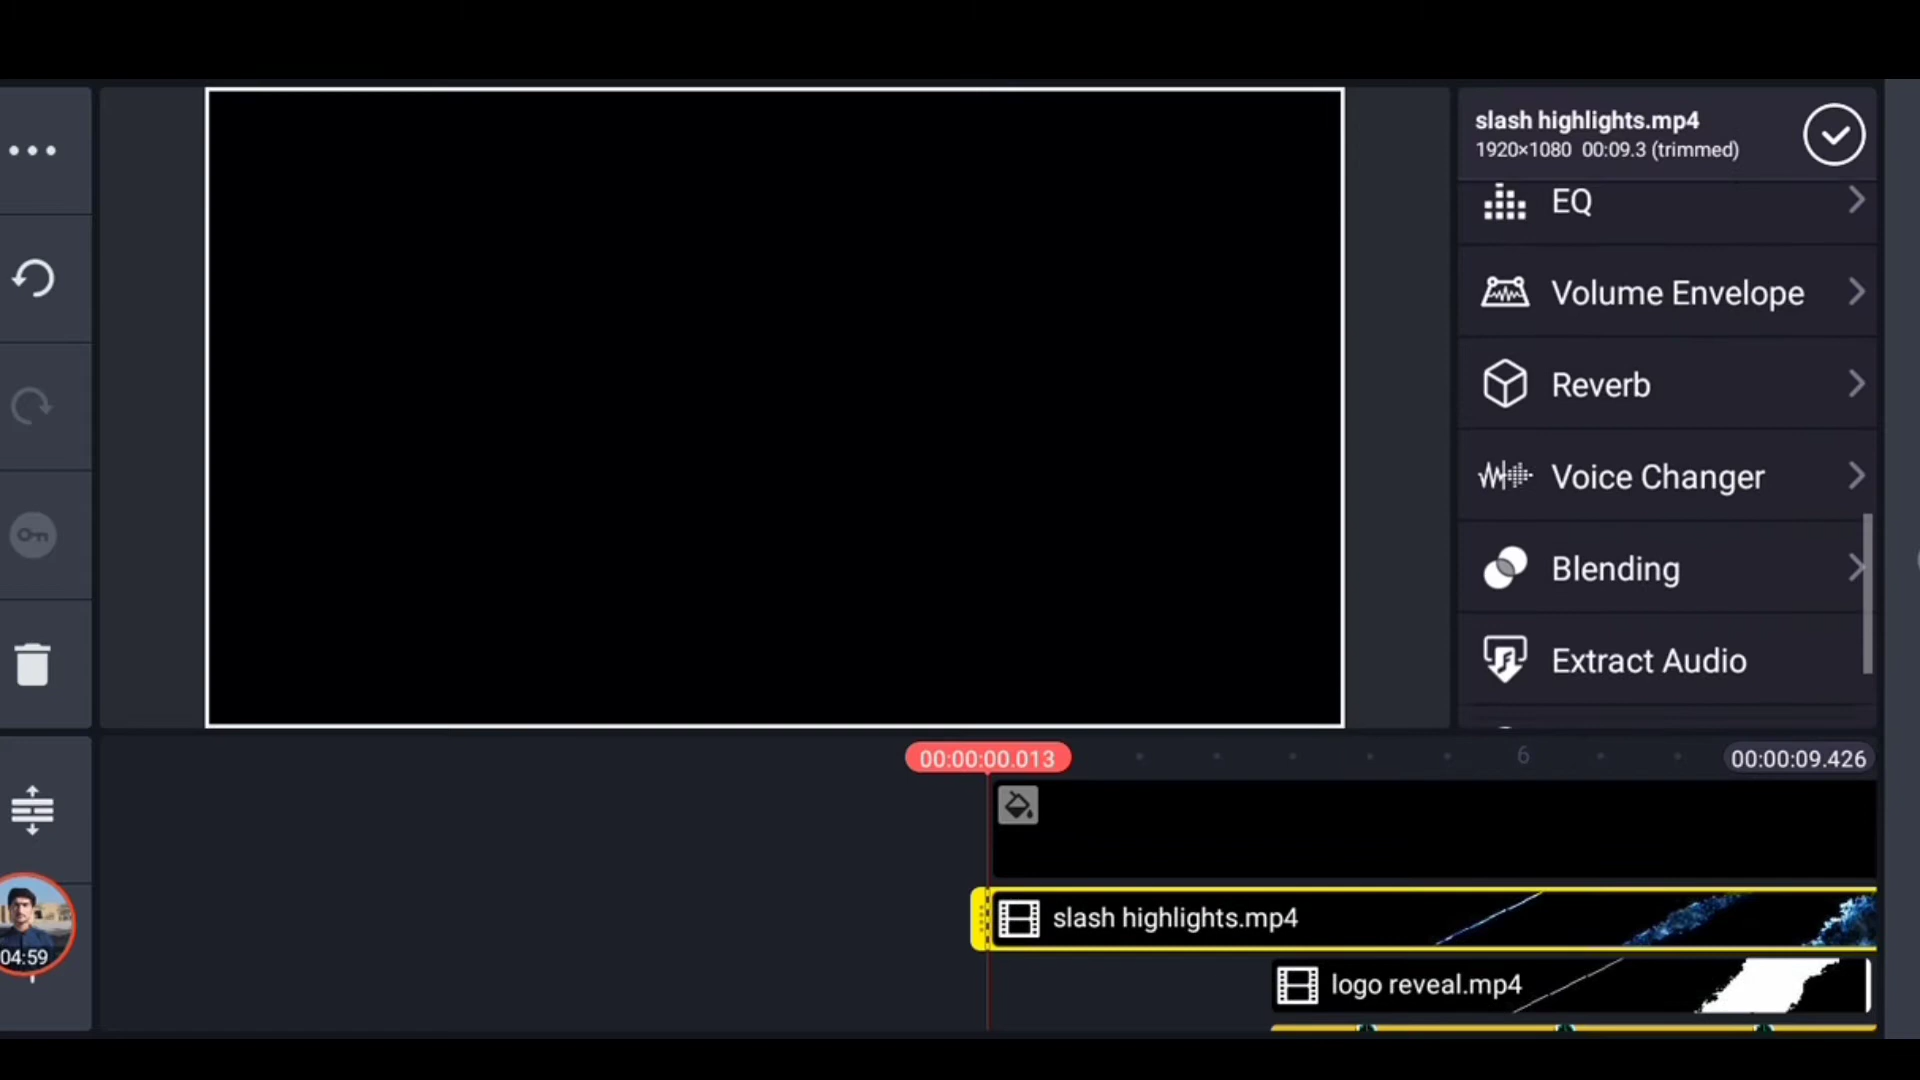 slash highlights.mp4
1920×1080 00:09.3 (trimmed)
EQ
Volume Envelope
Reverb
Voice Changer
Blending
Extract Audio
00:00:00.013
6
00:00:09.426
slash highlights.mp4
04:59
logo reveal.mp4